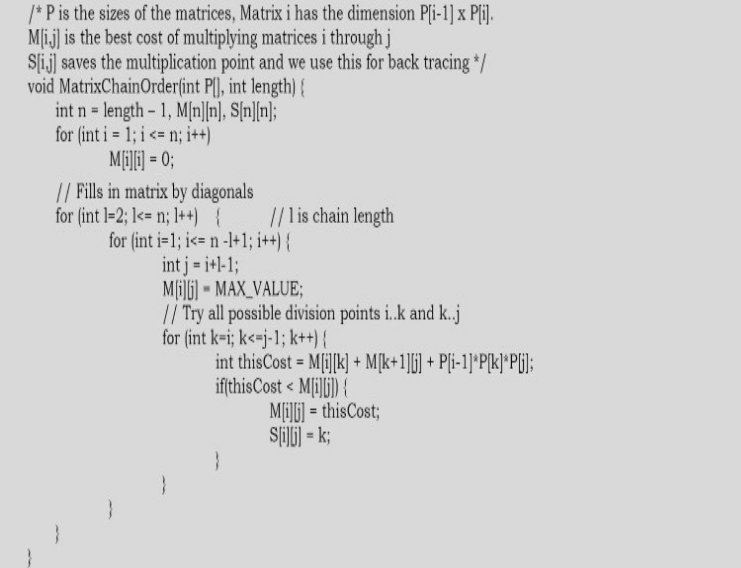 /* P is the sizes of the matrices, Matrix i has the dimension P[i-1] x P[i].
M[i,j] is the best cost of multiplying matrices i through j
S[i,j] saves the multiplication point and we use this for back tracing */
void MatrixChainOrder(int P[], int length) {
int n = length – 1, M[n][n], S[n][n];
for (int i = 1; i <= n; i++)
M[i][i] = 0;
// Fills in matrix by diagonals
for (int l=2; l<= n; l++) { // l is chain length
for (int i=1; i<= n -l+1; i++) {
int j = i+l-1;
M[i][j] = MAX_VALUE;
// Try all possible division points i..k and k..j
for (int k=i; k<=j-1; k++) {
int thisCost = M[i][k] + M[k+1][j] + P[i-1]*P[k]*P[j];
if(thisCost < M[i][j]) {
M[i][j] = thisCost;
S[i][j] = k;
}
}
}
}
}